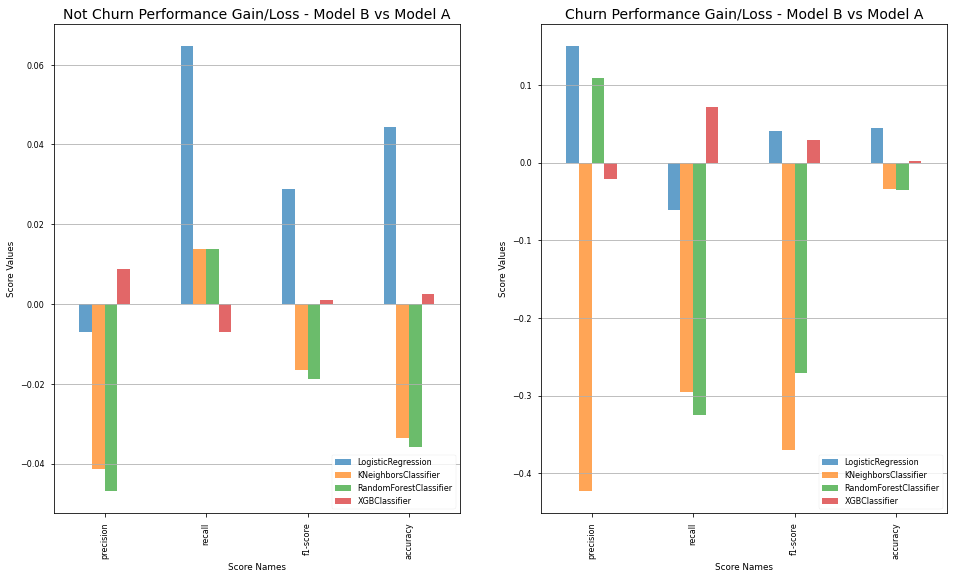 Not Churn Performance Gain/Loss - Model B vs Model A
0.06
0.04
0.02
0.00
−0.02
−0.04
Score Values
precision
recall
f1-score
accuracy
Score Names
LogisticRegression
KNeighborsClassifier
RandomForestClassifier
XGBClassifier
Churn Performance Gain/Loss - Model B vs Model A
0.1
0.0
−0.1
−0.2
−0.3
−0.4
Score Values
precision
recall
f1-score
accuracy
Score Names
LogisticRegression
KNeighborsClassifier
RandomForestClassifier
XGBClassifier